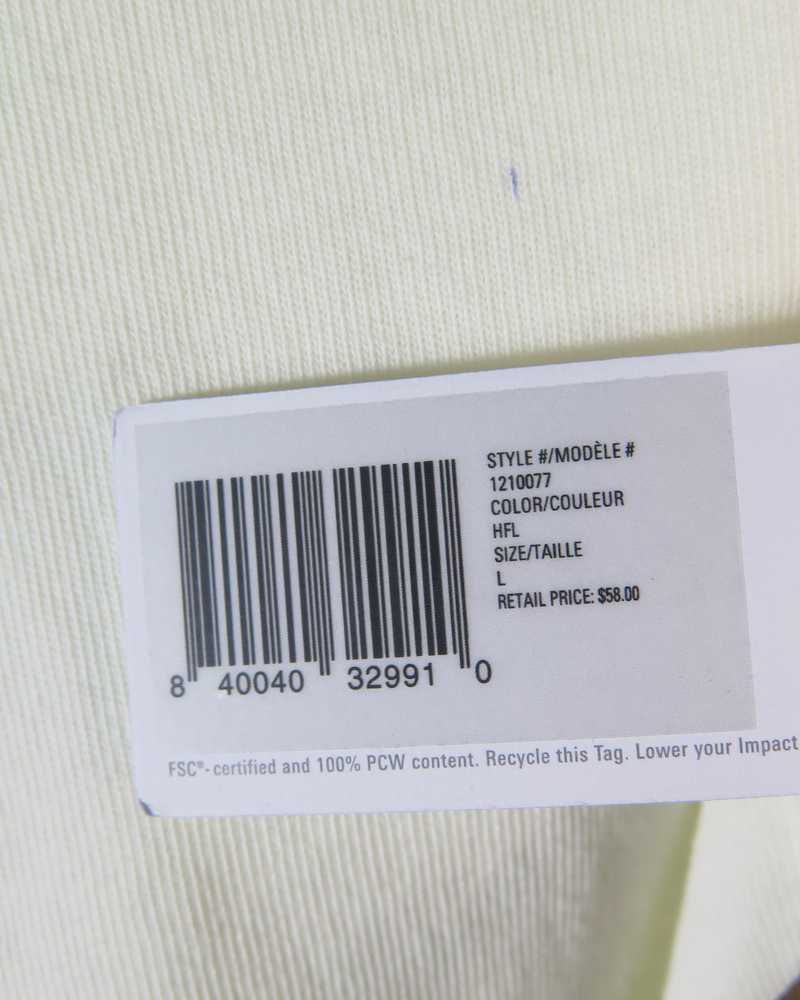 STYLE #/MODÈLE #
1210077
COLOR/COULEUR
HFL
SIZE/TAILLE
L
RETAIL PRICE: $58.00
8 40040 32991 0
FSC®-certified and 100% PCW content. Recycle this Tag. Lower your Impact